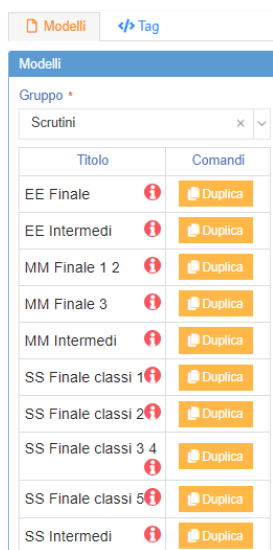 Modelli </> Tag
Modelli
Gruppo *
Scrutini ×
Titolo Comandi
EE Finale Duplica
EE Intermedi Duplica
MM Finale 1 2 Duplica
MM Finale 3 Duplica
MM Intermedi Duplica
SS Finale classi 1 Duplica
SS Finale classi 2 Duplica
SS Finale classi 3 4 Duplica
SS Finale classi 5 Duplica
SS Intermedi Duplica